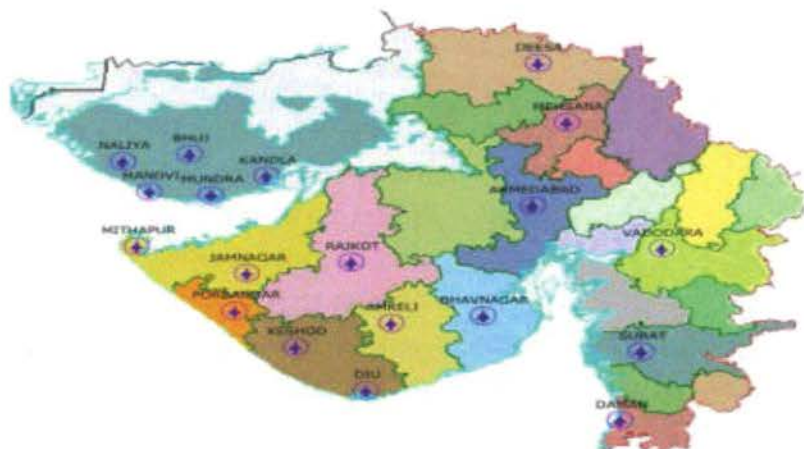 DEESA
MEHSANA
BHUJ
NALIYA
KANDLA
MANDVI
MUNDRA
AHMEDABAD
MITHAPUR
VADODARA
RAJKOT
JAMNAGAR
PORBANDAR
AMRELI
BHAVNAGAR
KESHOD
SURAT
DIU
DAMAN